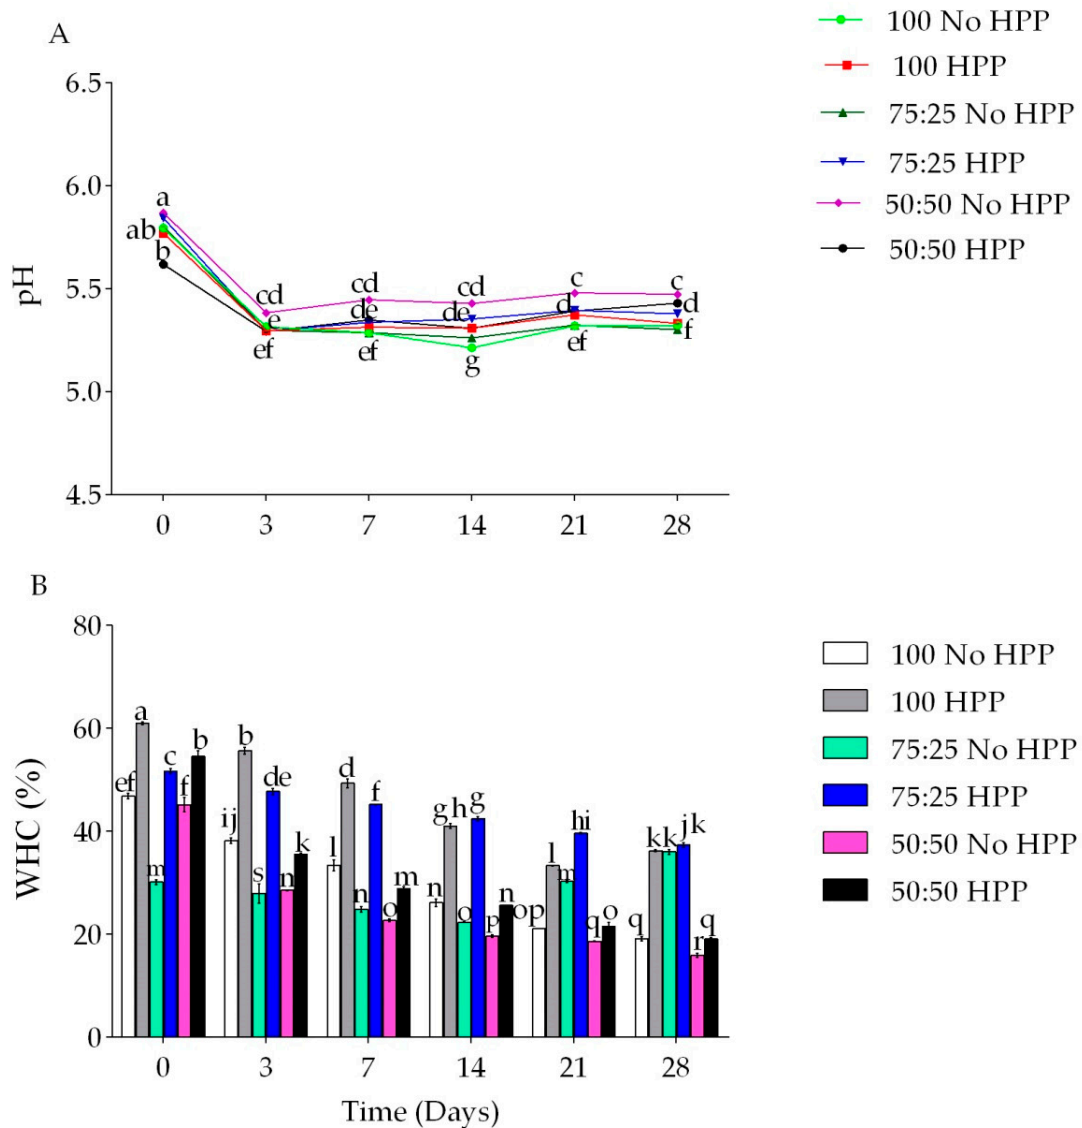 A
100 No HPP
100 HPP
75:25 No HPP
75:25 HPP
50:50 No HPP
50:50 HPP
6.5
6.0
5.5
5.0
4.5
pH
a
ab
b
cd
e
ef
cd
de
ef
cd
de
g
c
d
ef
c
d
f
0 3 7 14 21 28
B
100 No HPP
100 HPP
75:25 No HPP
75:25 HPP
50:50 No HPP
50:50 HPP
80
60
40
20
0
WHC (%)
ef a m c f b
ij b s de n k
l d n f o m
n gh o g p n
op l m hi q o
q k k jk r q
0 3 7 14 21 28
Time (Days)